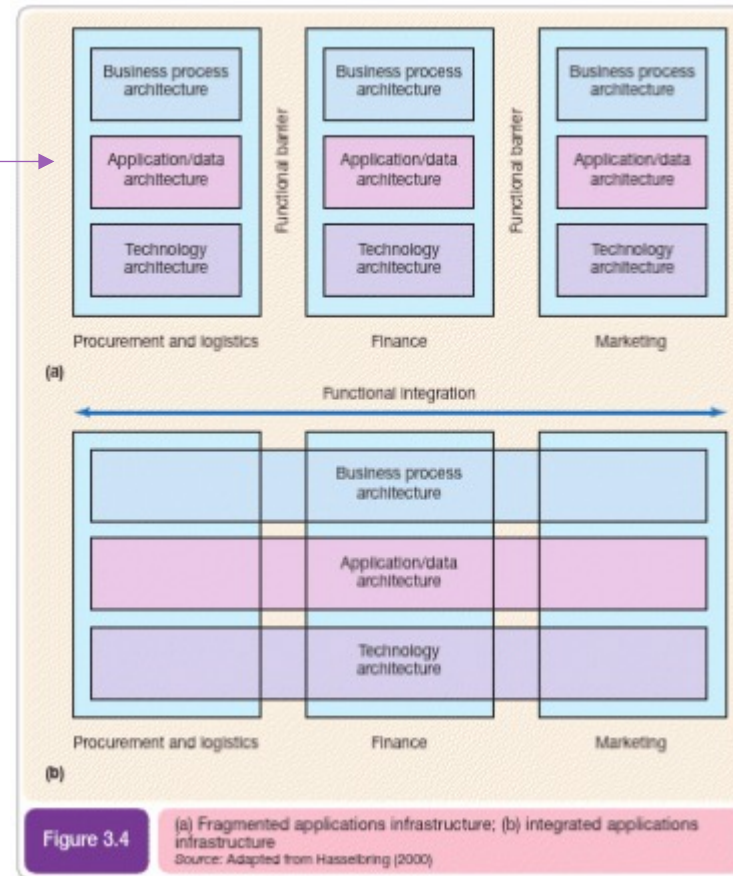 Business process
architecture
Application/data
architecture
Technology
architecture
Procurement and logistics
Functional barrier
Business process
architecture
Application/data
architecture
Technology
architecture
Finance
Functional barrier
Business process
architecture
Application/data
architecture
Technology
architecture
Marketing
(a)
Functional integration
Business process
architecture
Application/data
architecture
Technology
architecture
Procurement and logistics
Finance
Marketing
(b)
Figure 3.4
(a) Fragmented applications infrastructure; (b) integrated applications
infrastructure
Source: Adapted from Hasselbring (2000)